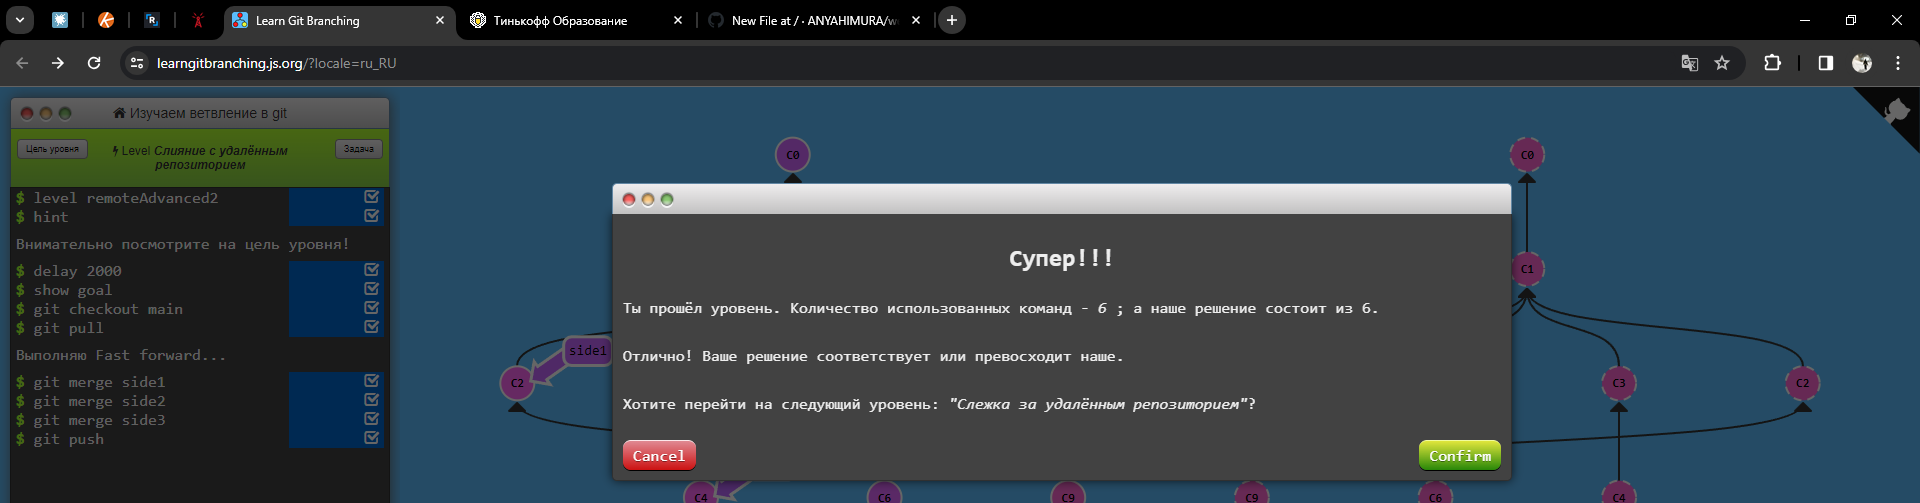 Learn Git Branching
Тинькофф Образование
New File at / · ANYAHIMURA/w
learngitbranching.js.org/?locale=ru_RU
Изучаем ветвление в git
Цель уровня
Level Слияние с удалённым
репозиторием
Задача
$ level remoteAdvanced2
$ hint
Внимательно посмотрите на цель уровня!
$ delay 2000
$ show goal
$ git checkout main
$ git pull
Выполняю Fast forward...
$ git merge side1
$ git merge side2
$ git merge side3
$ git push
C0
C0
C1
side1
C2
C3
C2
C4
C6
C9
C9
C6
C4
Супер!!!
Ты прошёл уровень. Количество использованных команд - 6 ; а наше решение состоит из 6.
Отлично! Ваше решение соответствует или превосходит наше.
Хотите перейти на следующий уровень: "Слежка за удалённым репозиторием"?
Cancel
Confirm